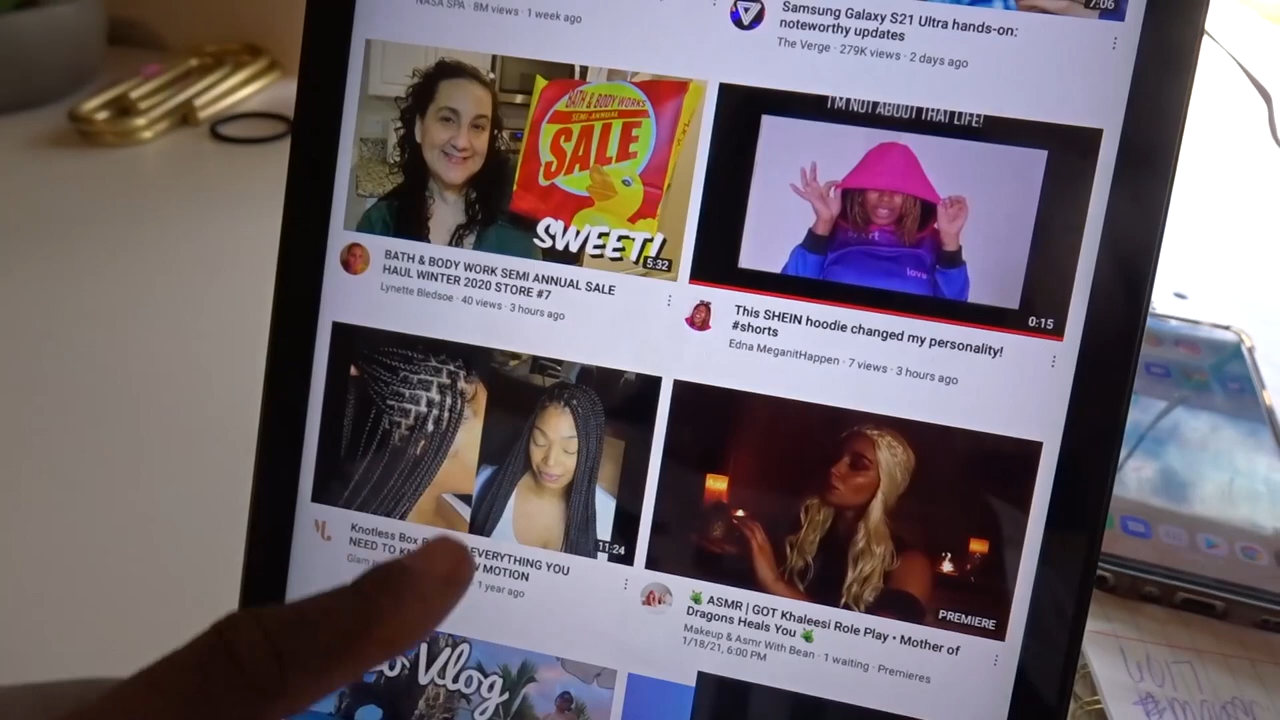 NASA SPA · 8M views · 1 week ago
7:06
Samsung Galaxy S21 Ultra hands-on:
noteworthy updates
The Verge · 279K views · 2 days ago
BATH & BODY WORKS
SEMI-ANNUAL
SALE
SWEET!
5:32
BATH & BODY WORK SEMI ANNUAL SALE
HAUL WINTER 2020 STORE #7
Lynette Bledsoe · 40 views · 3 hours ago
I'M NOT ABOUT THAT LIFE!
love
0:15
This SHEIN hoodie changed my personality!
#shorts
Edna MeganitHappen · 7 views · 3 hours ago
11:24
Knotless Box EVERYTHING YOU
NEED TO MOTION
Glam 1 year ago
PREMIERE
🐲 ASMR | GOT Khaleesi Role Play • Mother of
Dragons Heals You 🐲
Makeup & Asmr With Bean · 1 waiting · Premieres
1/18/21, 6:00 PM
Vlog